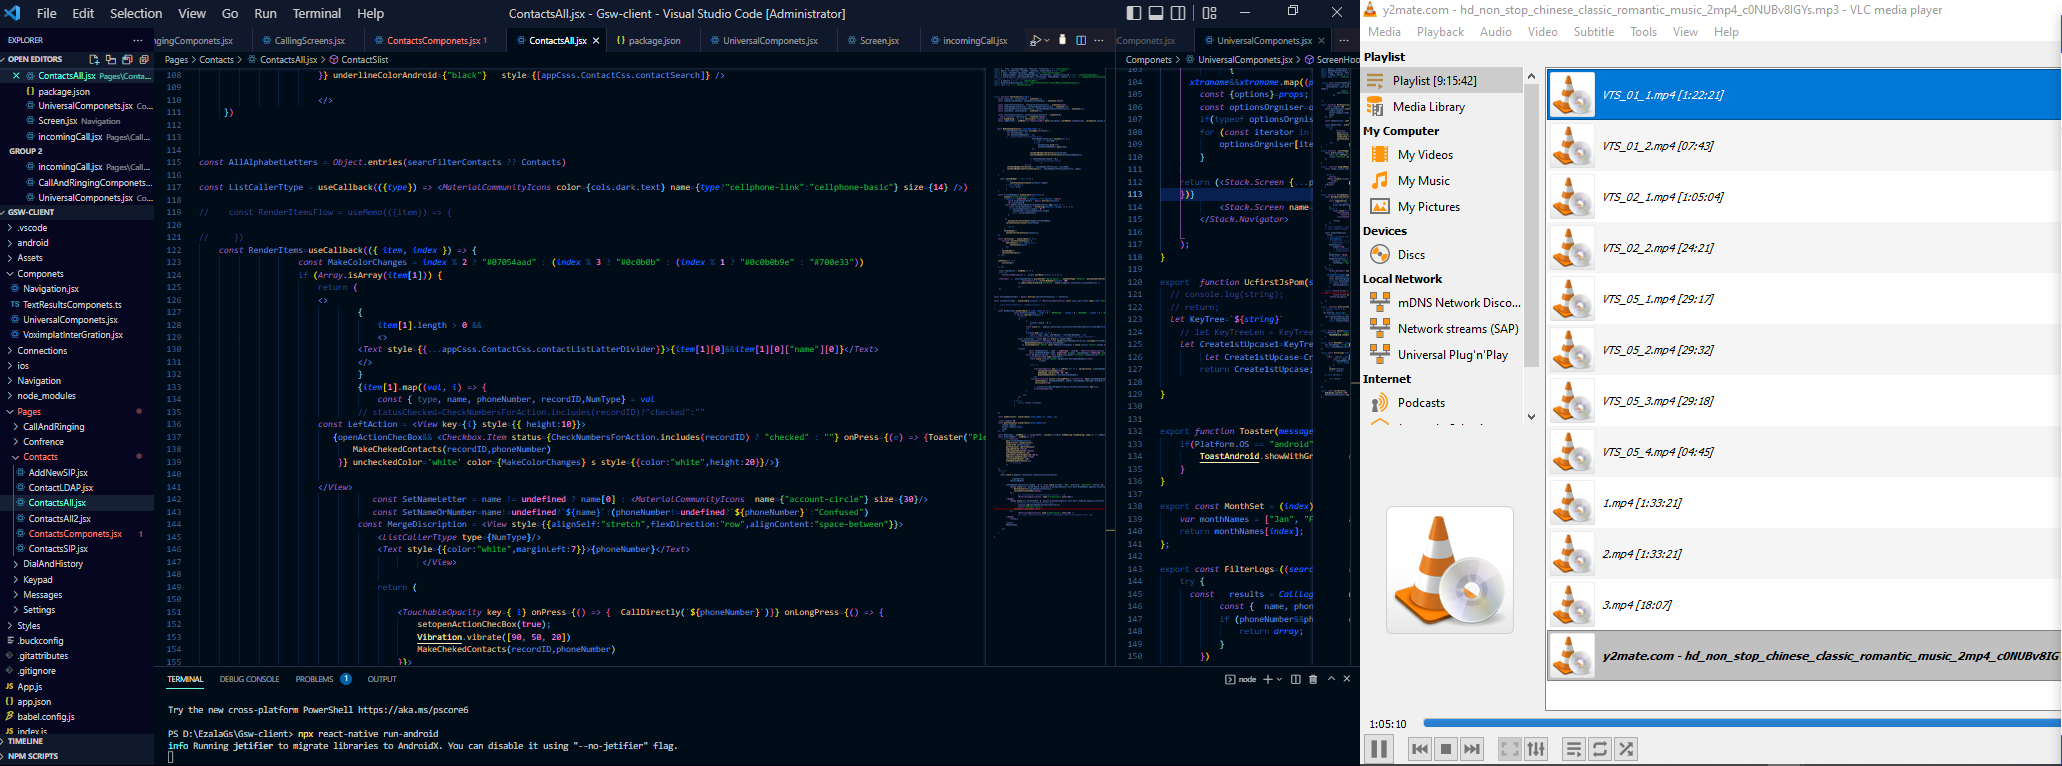 File Edit Selection View Go Run Terminal Help
ContactsAll.jsx - Gsw-client - Visual Studio Code [Administrator]
EXPLORER
OPEN EDITORS
ContactsAll.jsx Pages\Conta...
package.json
UniversalComponets.jsx Co...
Screen.jsx Navigation
incomingCall.jsx Pages\Call...
GROUP 2
incomingCall.jsx Pages\Call...
CallAndRingingComponets...
UniversalComponets.jsx Co...
GSW-CLIENT
.vscode
android
Assets
Componets
Navigation.jsx
TextResultsComponets.ts
UniversalComponets.jsx
VoximplatInterGration.jsx
Connections
ios
Navigation
node_modules
Pages
CallAndRinging
Confrence
Contacts
AddNewSIP.jsx
ContactLDAP.jsx
ContactsAll.jsx
ContactsAll2.jsx
ContactsComponets.jsx 1
ContactsSIP.jsx
DialAndHistory
Keypad
Messages
Settings
Styles
.buckconfig
.gitattributes
.gitignore
App.js
app.json
babel.config.js
index.js
TIMELINE
NPM SCRIPTS
ngingComponets.jsx CallingScreens.jsx ContactsComponets.jsx 1 ContactsAll.jsx package.json UniversalComponets.jsx Screen.jsx incomingCall.jsx
Pages > Contacts > ContactsAll.jsx > ContactSlist
108 }} underlineColorAndroid={"black"} style={[appCsss.ContactCss.contactSearch]} />
109
110 </>
111 })
112
113
114
115 const AllAlphabetLetters = Object.entries(searcFilterContacts ?? Contacts)
116
117 const ListCallerTtype = useCallback(({type}) => <MaterialCommunityIcons color={cols.dark.text} name={type?"cellphone-link":"cellphone-basic"} size={14} />)
118
119 // const RenderItemsFlow = useMemo(({item}) => {
120
121 // })
122 const RenderItems=useCallback(({ item, index }) => {
123 const MakeColorChanges = index % 2 ? "#07054aad" : (index % 3 ? "#0c0b0b" : (index % 1 ? "#0c0b0b9e" : "#700e33"))
124 if (Array.isArray(item[1])) {
125 return (
126 <>
127 {
128 item[1].length > 0 &&
129 <>
130 <Text style={{...appCsss.ContactCss.contactListLatterDivider}}>{item[1][0]&&item[1][0]["name"][0]}</Text>
131 </>
132 }
133 {item[1].map((val, i) => {
134 const { type, name, phoneNumber, recordID,NumType} = val
135 // statusChecked=CheckNumbersForAction.includes(recordID)?"checked":""
136 const LeftAction = <View key={i} style={{ height:10}}>
137 {openActionChecBox&& <Checkbox.Item status={CheckNumbersForAction.includes(recordID) ? "checked" : ""} onPress={(e) => {Toaster("Ple
138 MakeChekedContacts(recordID,phoneNumber)
139 }} uncheckedColor='white' color={MakeColorChanges} s style={{color:"white",height:20}}/>}
140
141 </View>
142 const SetNameLetter = name != undefined ? name[0] : <MaterialCommunityIcons name={"account-circle"} size={30}/>
143 const SetNameOrNumber=name!=undefined?`${name}`:(phoneNumber!=undefined?`${phoneNumber}`:"Confused")
144 const MergeDiscription = <View style={{alignSelf:"stretch",flexDirection:"row",alignContent:"space-between"}}>
145 <ListCallerTtype type={NumType}/>
146 <Text style={{color:"white",marginLeft:7}}>{phoneNumber}</Text>
147 </View>
148
149 return (
150
151 <TouchableOpacity key={ i} onPress={() => { CallDirectly(`${phoneNumber}`)}} onLongPress={() => {
152 setopenActionChecBox(true);
153 Vibration.vibrate([90, 50, 20])
154 MakeChekedContacts(recordID,phoneNumber)
155 }}>
TERMINAL DEBUG CONSOLE PROBLEMS 1 OUTPUT
node
Try the new cross-platform PowerShell https://aka.ms/pscore6
PS D:\EzalaGs\Gsw-client> npx react-native run-android
info Running jetifier to migrate libraries to AndroidX. You can disable it using "--no-jetifier" flag.
Componets.jsx UniversalComponets.jsx
Componets > UniversalComponets.jsx > ScreenHoo
103 {
104 xtraname&&xtraname.map((p
105 const {options}=props;
106 const optionsOrgniser=o
107 if(typeof optionsOrgnis
108 for (const iterator in
109 optionsOrgniser[ite
110 }
111
112 return (<Stack.Screen {...p
113 })}
114 <Stack.Screen name=
115 </Stack.Navigator>
116
117 );
118 }
119
120 export function UcfirstJsPom(s
121 // console.log(string);
122 // return;
123 let KeyTree=`${string}`
124 // let KeyTreeLen = KeyTree
125 let Create1stUpcase1=KeyTre
126 let Create1stUpcase=Cr
127 return Create1stUpcase;
128
129 }
130
131
132 export function Toaster(message
133 if(Platform.OS == "android"
134 ToastAndroid.showWithGr
135 }
136 }
137
138 export const MonthSet = (index)
139 var monthNames = ["Jan", "F
140 return monthNames[index];
141 };
142
143 export const FilterLogs=((searc
144 try {
145 const results = CallLog
146 const { name, phon
147 if (phoneNumber&&ph
148 return array;
149 }
150 })
y2mate.com - hd_non_stop_chinese_classic_romantic_music_2mp4_c0NUBv8IGYs.mp3 - VLC media player
Media Playback Audio Video Subtitle Tools View Help
Playlist
Playlist [9:15:42]
Media Library
My Computer
My Videos
My Music
My Pictures
Devices
Discs
Local Network
mDNS Network Disco...
Network streams (SAP)
Universal Plug'n'Play
Internet
Podcasts
VTS_01_1.mp4 [1:22:21]
VTS_01_2.mp4 [07:43]
VTS_02_1.mp4 [1:05:04]
VTS_02_2.mp4 [24:21]
VTS_05_1.mp4 [29:17]
VTS_05_2.mp4 [29:32]
VTS_05_3.mp4 [29:18]
VTS_05_4.mp4 [04:45]
1.mp4 [1:33:21]
2.mp4 [1:33:21]
3.mp4 [18:07]
y2mate.com - hd_non_stop_chinese_classic_romantic_music_2mp4_c0NUBv8IG
1:05:10